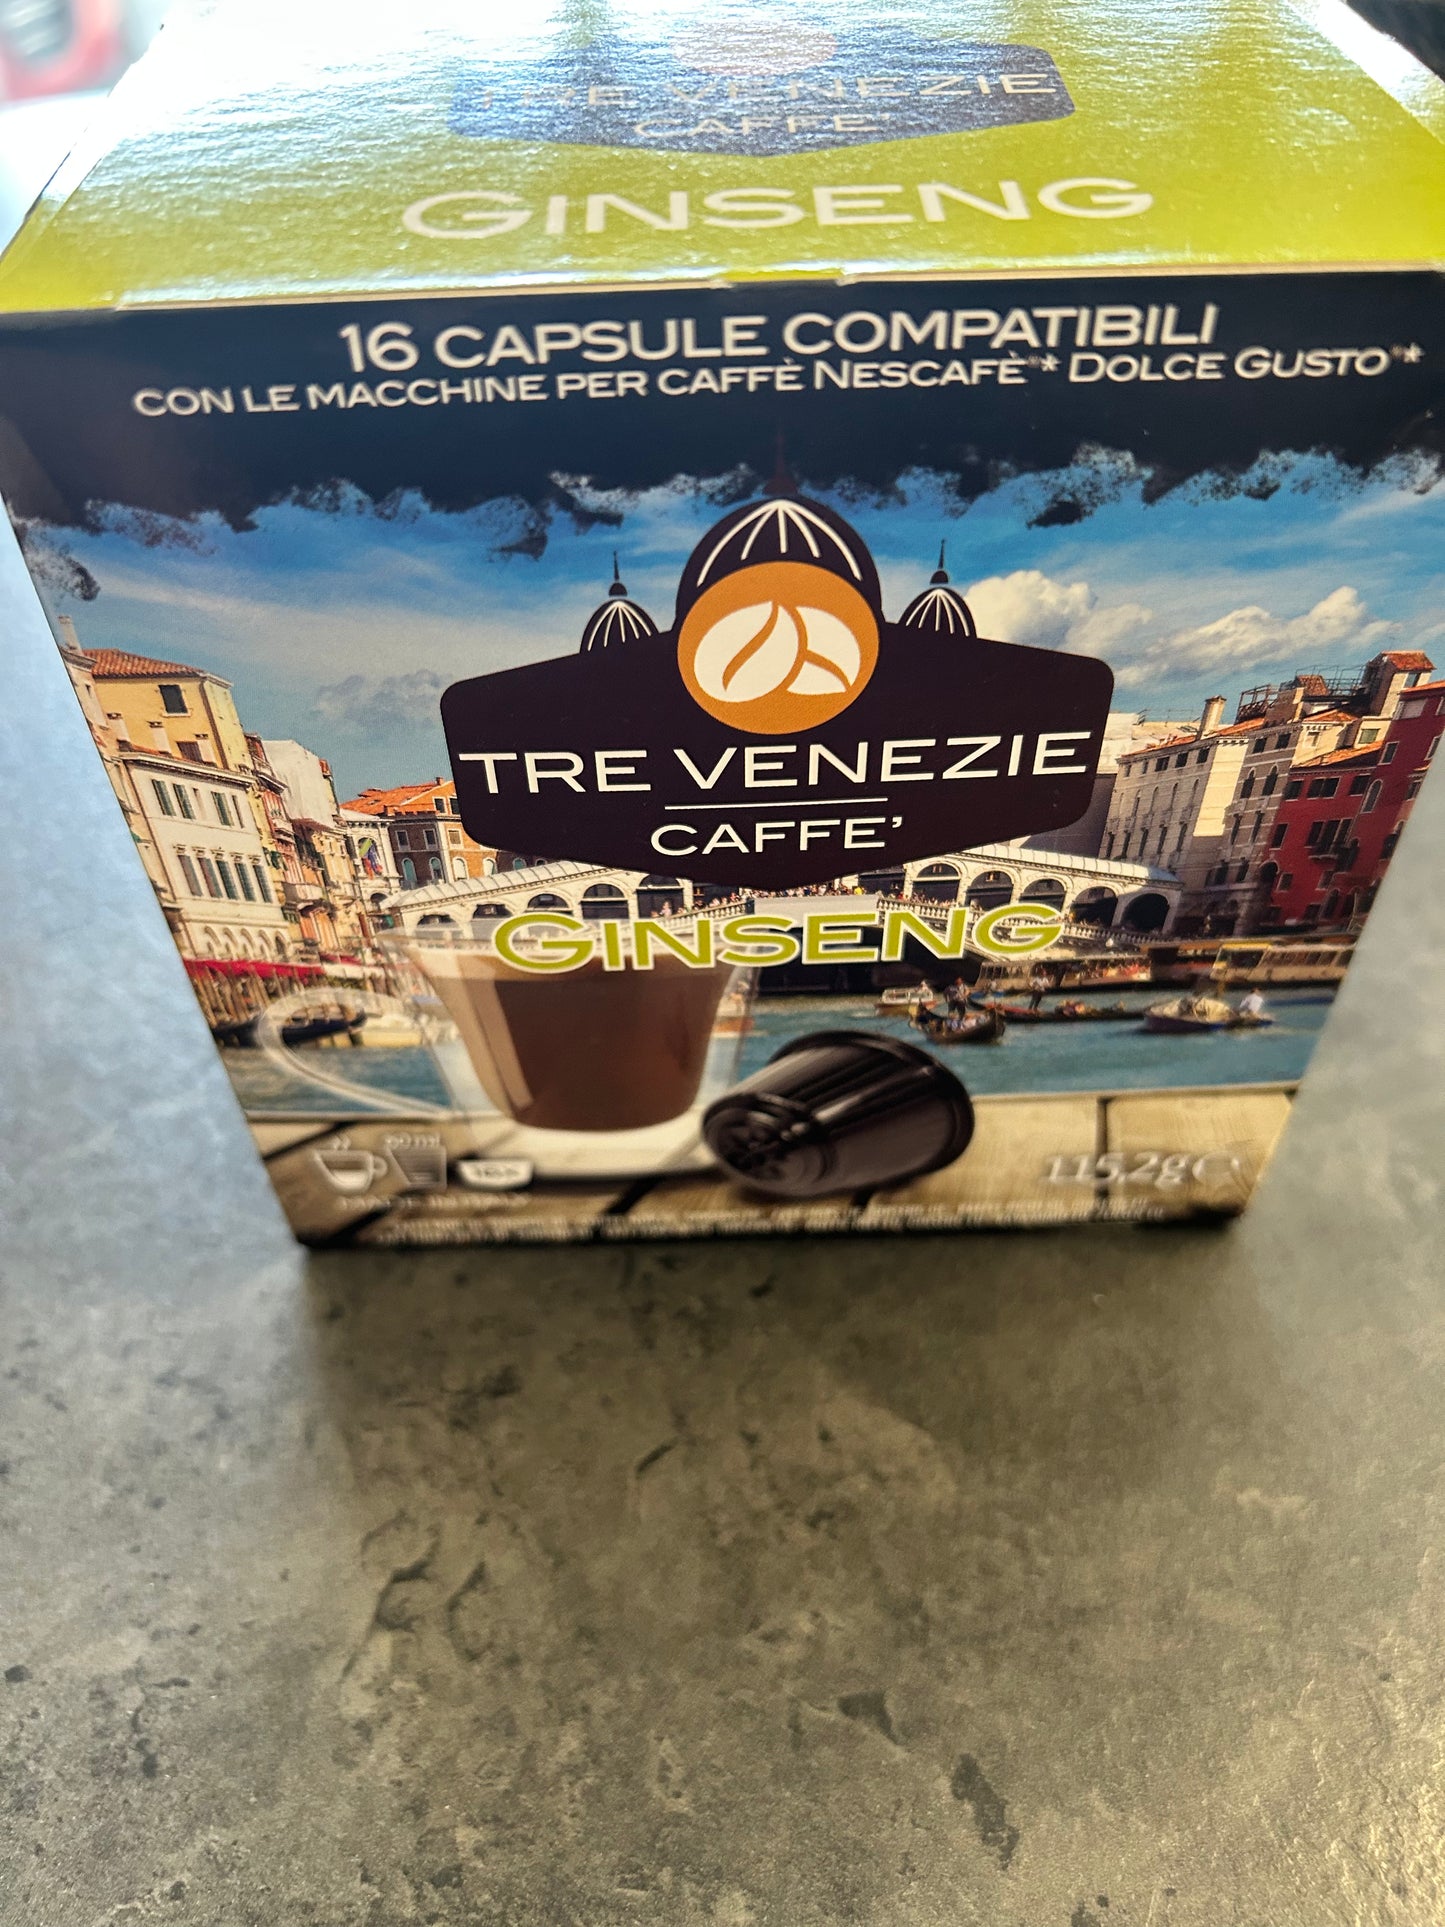 TRE VENEZIE
CAFFE'
GINSENG
16 CAPSULE COMPATIBILI
CON LE MACCHINE PER CAFFÈ NESCAFÈ®* DOLCE GUSTO®*
TRE VENEZIE
CAFFE'
GINSENG
115,2g